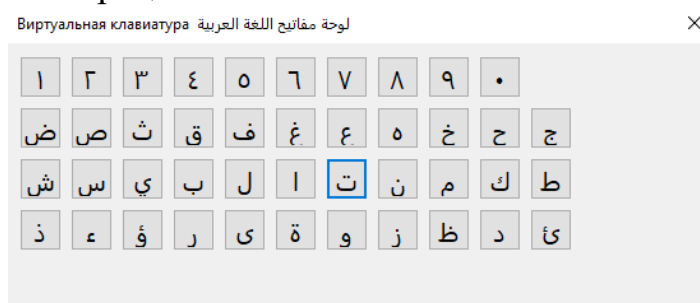 Виртуальная клавиатура لوحة مفاتيح اللغة العربية
١ ٢ ٣ ٤ ٥ ٦ ٧ ٨ ٩ ٠
ض ص ث ق ف غ ع ه خ ح ج
ش س ي ب ل ا ت ن م ك ط
ذ ء ؤ ر ى ة و ز ظ د ئ